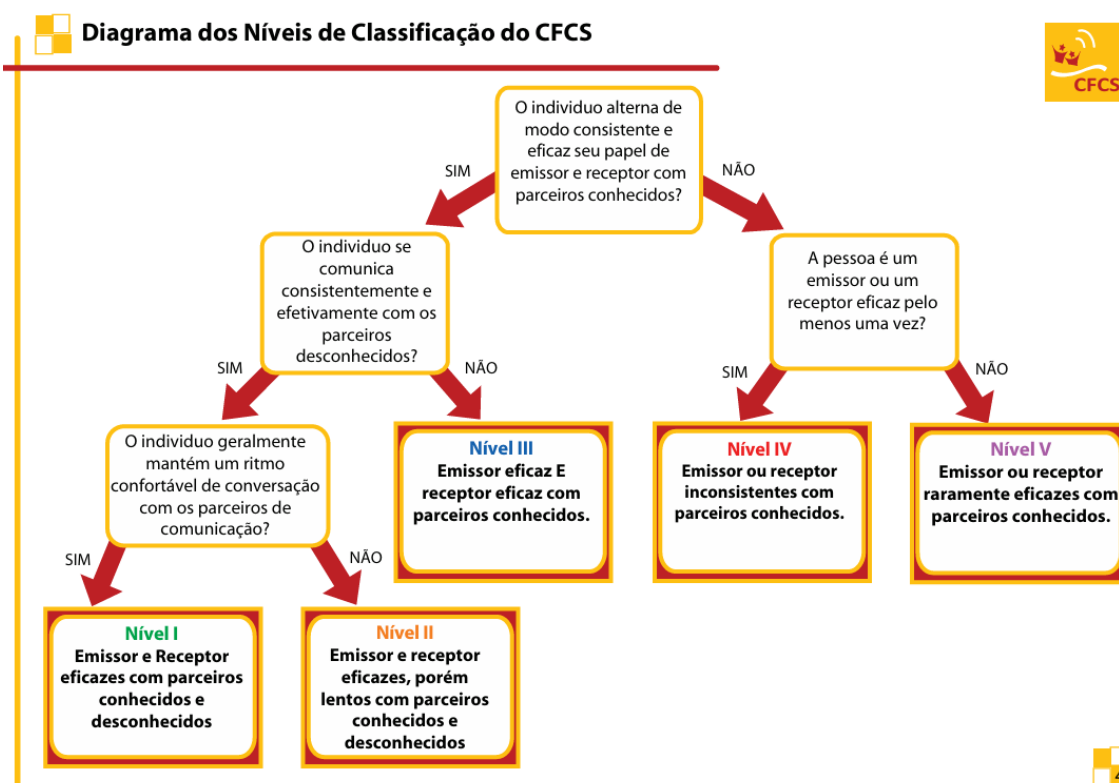 Diagrama dos Níveis de Classificação do CFCS
CFCS
O individuo alterna de
modo consistente e
eficaz seu papel de
emissor e receptor com
parceiros conhecidos?
SIM
NÃO
O individuo se
comunica
consistentemente e
efetivamente com os
parceiros
desconhecidos?
A pessoa é um
emissor ou um
receptor eficaz pelo
menos uma vez?
SIM
NÃO
SIM
NÃO
O individuo geralmente
mantém um ritmo
confortável de conversação
com os parceiros de
comunicação?
Nível III
Emissor eficaz E
receptor eficaz com
parceiros conhecidos.
Nível IV
Emissor ou receptor
inconsistentes com
parceiros conhecidos.
Nível V
Emissor ou receptor
raramente eficazes com
parceiros conhecidos.
SIM
NÃO
Nível I
Emissor e Receptor
eficazes com parceiros
conhecidos e
desconhecidos
Nível II
Emissor e receptor
eficazes, porém
lentos com parceiros
conhecidos e
desconhecidos